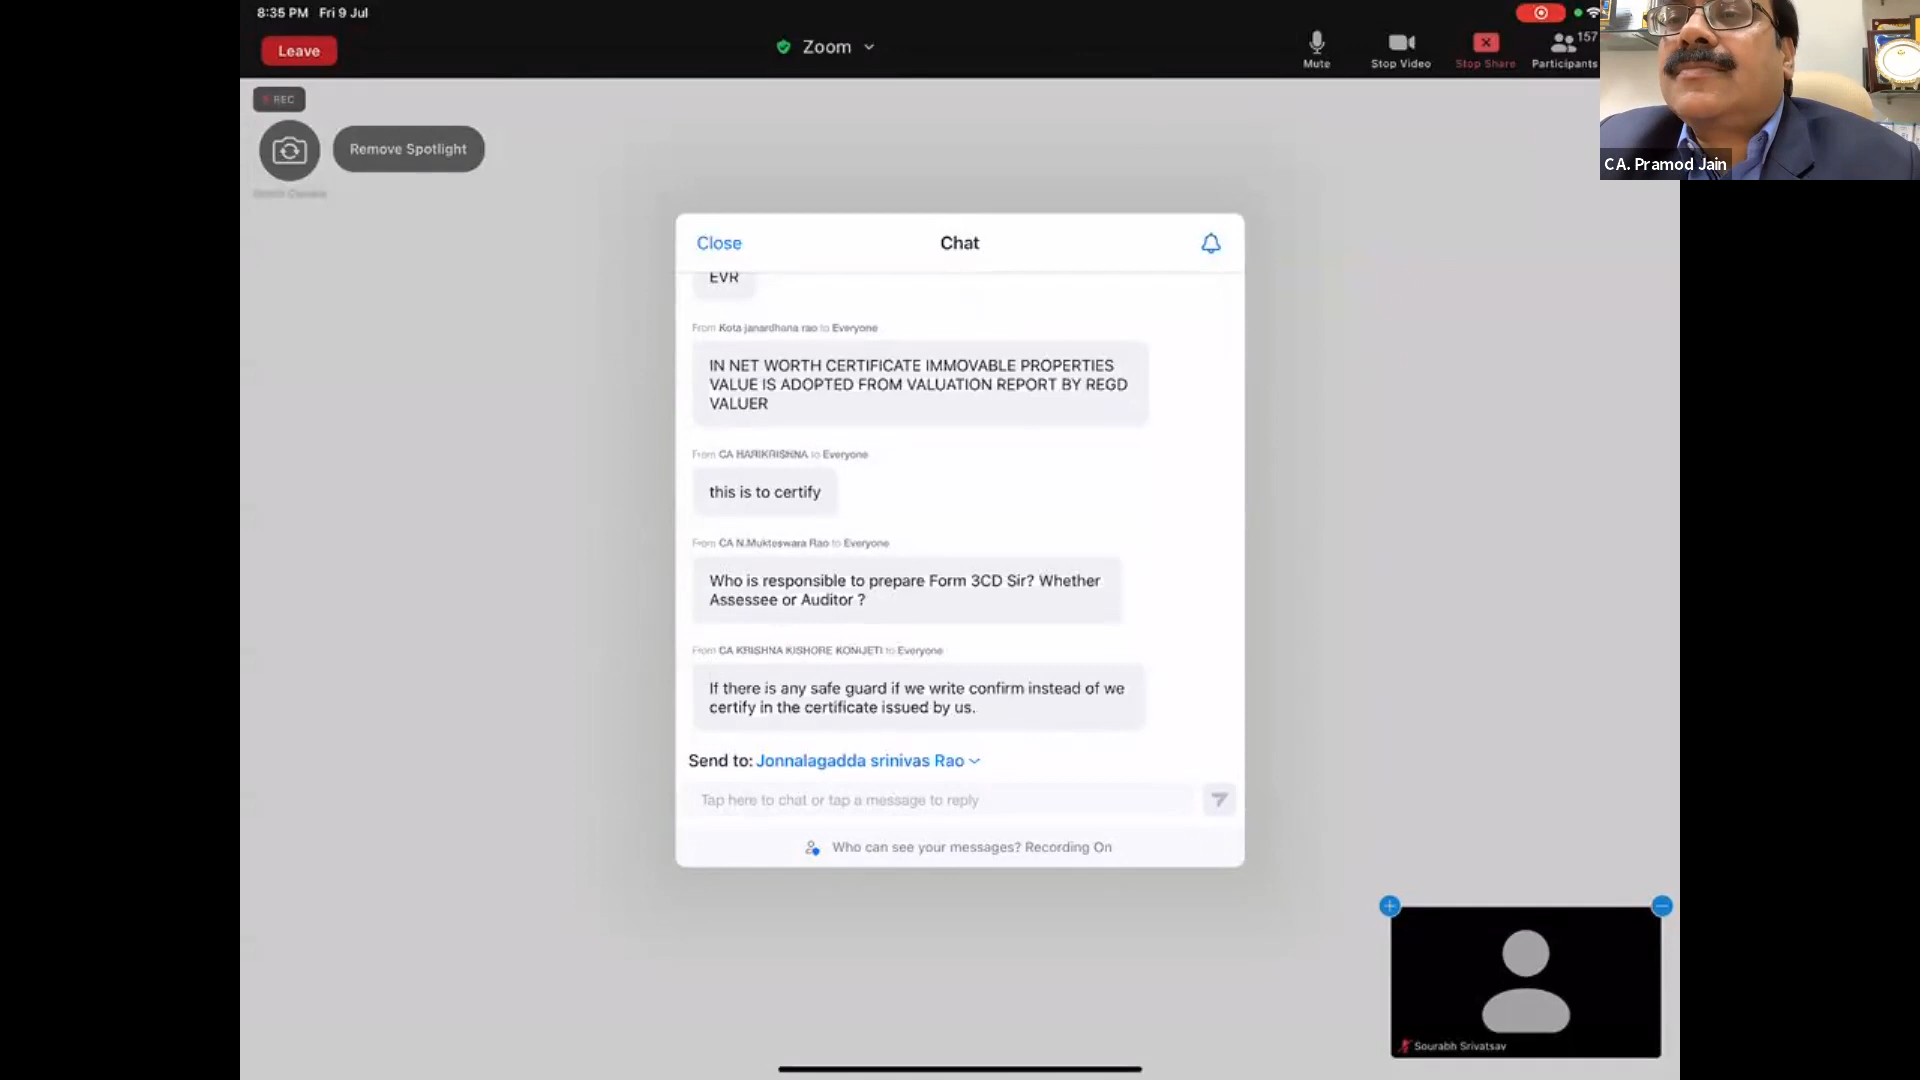 8:35 PM Fri 9 Jul
Leave
Zoom
Mute
Stop Video
Stop Share
157
Participants
CA. Pramod Jain
REC
Remove Spotlight
Close
Chat
EVR
From Kota janardhana rao to Everyone
IN NET WORTH CERTIFICATE IMMOVABLE PROPERTIES
VALUE IS ADOPTED FROM VALUATION REPORT BY REGD
VALUER
From CA HARIKRISHNA to Everyone
this is to certify
From CA N.Mukteswara Rao to Everyone
Who is responsible to prepare Form 3CD Sir? Whether
Assessee or Auditor ?
From CA KRISHNA KISHORE KONIJETI to Everyone
If there is any safe guard if we write confirm instead of we
certify in the certificate issued by us.
Send to: Jonnalagadda srinivas Rao
Tap here to chat or tap a message to reply
Who can see your messages? Recording On
Sourabh Srivatsav